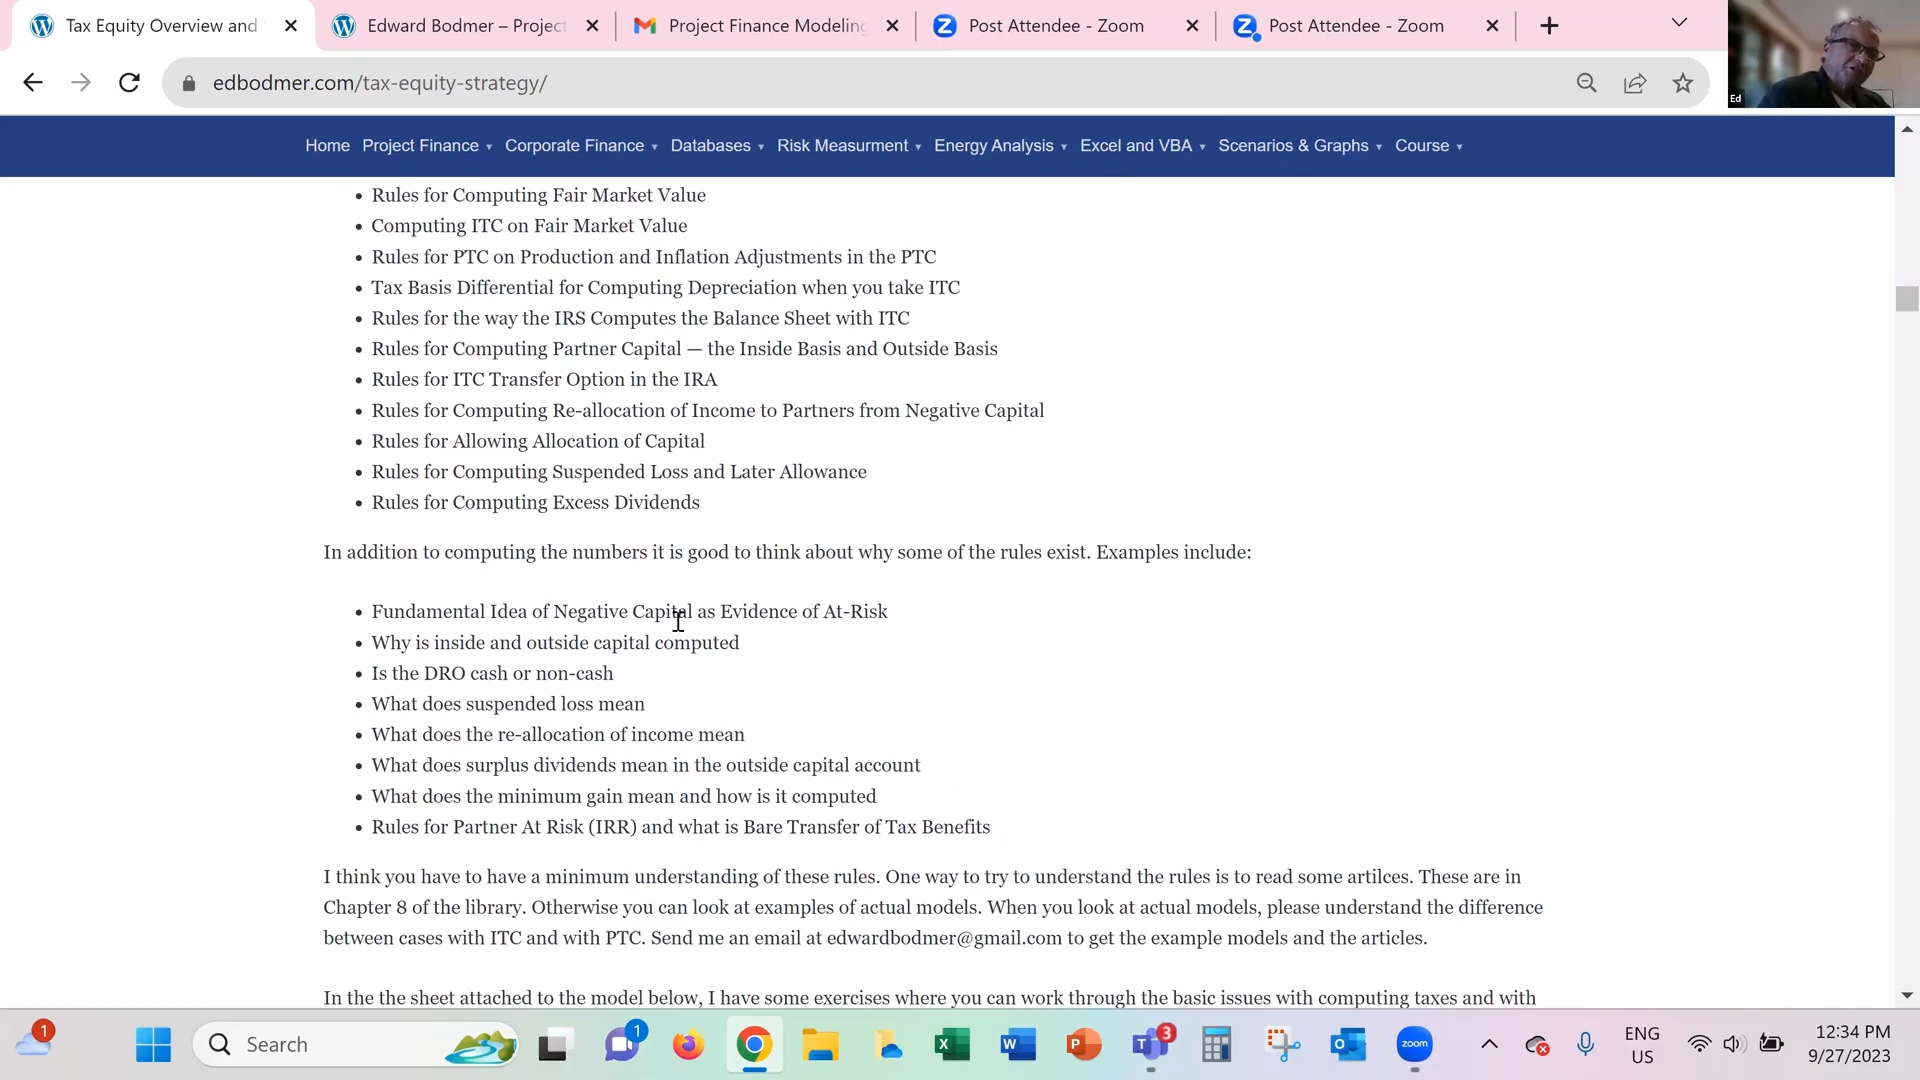 Tax Equity Overview and
Edward Bodmer – Project
Project Finance Modeling
Post Attendee - Zoom
Post Attendee - Zoom
edbodmer.com/tax-equity-strategy/
Ed
Home Project Finance Corporate Finance Databases Risk Measurment Energy Analysis Excel and VBA Scenarios & Graphs Course
• Rules for Computing Fair Market Value
• Computing ITC on Fair Market Value
• Rules for PTC on Production and Inflation Adjustments in the PTC
• Tax Basis Differential for Computing Depreciation when you take ITC
• Rules for the way the IRS Computes the Balance Sheet with ITC
• Rules for Computing Partner Capital — the Inside Basis and Outside Basis
• Rules for ITC Transfer Option in the IRA
• Rules for Computing Re-allocation of Income to Partners from Negative Capital
• Rules for Allowing Allocation of Capital
• Rules for Computing Suspended Loss and Later Allowance
• Rules for Computing Excess Dividends
In addition to computing the numbers it is good to think about why some of the rules exist. Examples include:
• Fundamental Idea of Negative Capital as Evidence of At-Risk
• Why is inside and outside capital computed
• Is the DRO cash or non-cash
• What does suspended loss mean
• What does the re-allocation of income mean
• What does surplus dividends mean in the outside capital account
• What does the minimum gain mean and how is it computed
• Rules for Partner At Risk (IRR) and what is Bare Transfer of Tax Benefits
I think you have to have a minimum understanding of these rules. One way to try to understand the rules is to read some artilces. These are in
Chapter 8 of the library. Otherwise you can look at examples of actual models. When you look at actual models, please understand the difference
between cases with ITC and with PTC. Send me an email at edwardbodmer@gmail.com to get the example models and the articles.
In the the sheet attached to the model below, I have some exercises where you can work through the basic issues with computing taxes and with
1
Search
1
W
P
3
O
zoom
ENG
US
12:34 PM
9/27/2023